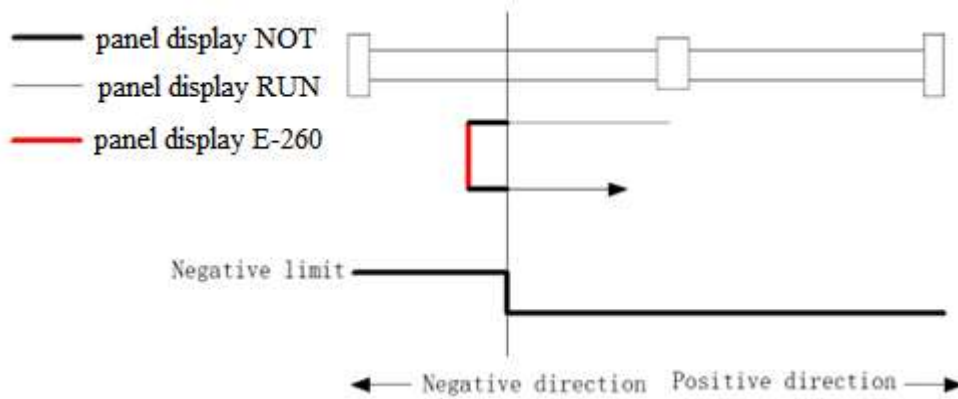 panel display NOT
panel display RUN
panel display E-260
Negative limit
Negative direction Positive direction